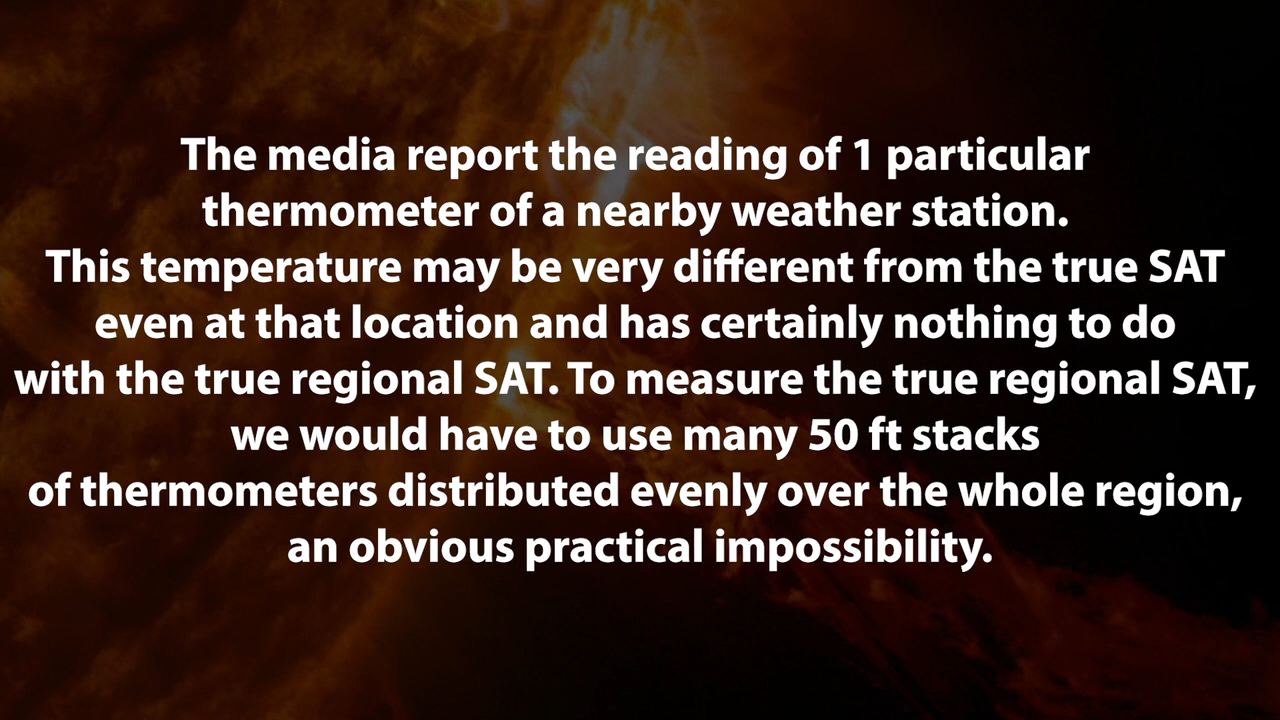 The media report the reading of 1 particular
thermometer of a nearby weather station.
This temperature may be very different from the true SAT
even at that location and has certainly nothing to do
with the true regional SAT. To measure the true regional SAT,
we would have to use many 50 ft stacks
of thermometers distributed evenly over the whole region,
an obvious practical impossibility.